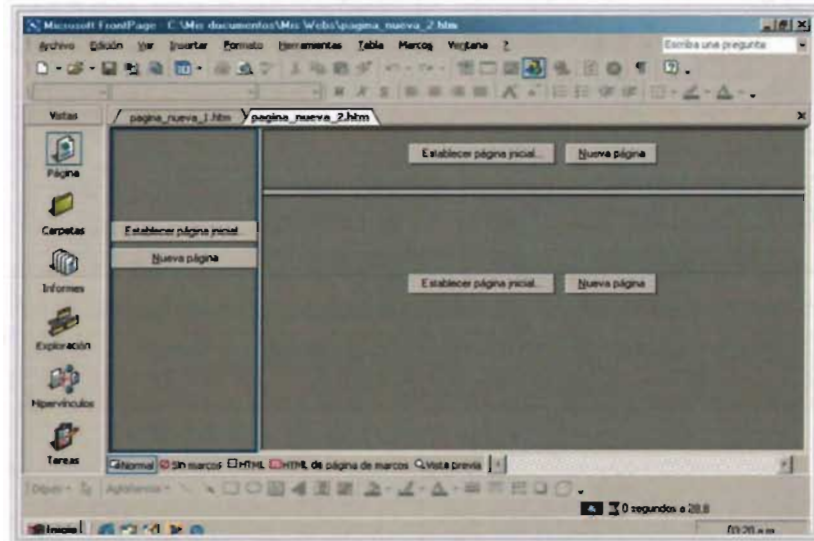 Microsoft FrontPage - C:\Mis documentos\Mis Webs\pagina_nueva_2.htm
Archivo Edición Ver Insertar Formato Herramientas Tabla Marcos Ventana ?
Escriba una pregunta
Vistas
pagina_nueva_1.htm
pagina_nueva_2.htm
Página
Carpetas
Informes
Exploración
Hipervínculos
Tareas
Establecer página inicial...
Nueva página
Establecer página inicial...
Nueva página
Establecer página inicial...
Nueva página
Normal Sin marcos HTML HTML de página de marcos Vista previa
Autoformas
0 segundos a 28,8
Inicio